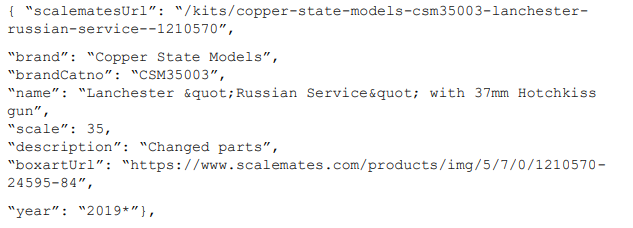 { “scalematesUrl”: “/kits/copper-state-models-csm35003-lanchester-
russian-service--1210570”,
“brand”: “Copper State Models”,
“brandCatno”: “CSM35003”,
“name”: “Lanchester &quot;Russian Service&quot; with 37mm Hotchkiss
gun”,
“scale”: 35,
“description”: “Changed parts”,
“boxartUrl”: “https://www.scalemates.com/products/img/5/7/0/1210570-
24595-84”,
“year”: “2019*”},